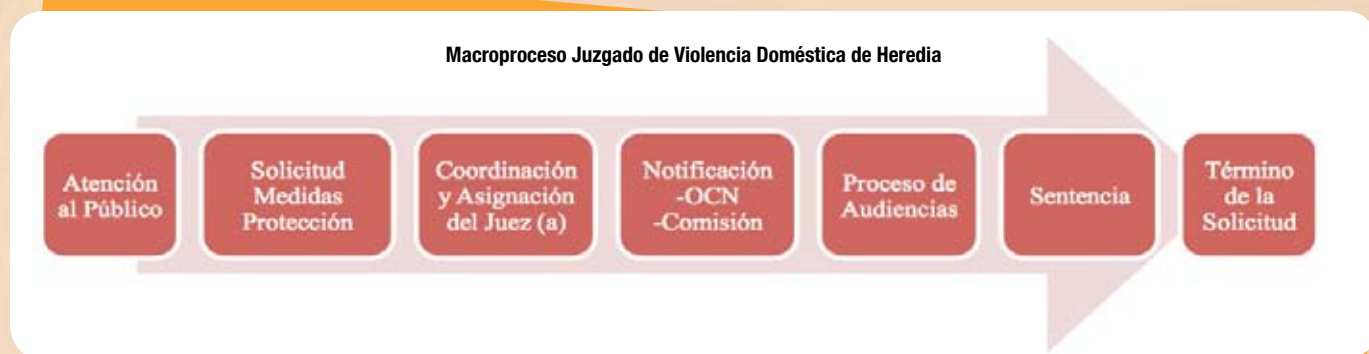 Macroproceso Juzgado de Violencia Doméstica de Heredia
Atención
al Público
Solicitud
Medidas
Protección
Coordinación
y Asignación
del Juez (a)
Notificación
-OCN
-Comisión
Proceso de
Audiencias
Sentencia
Término
de la
Solicitud